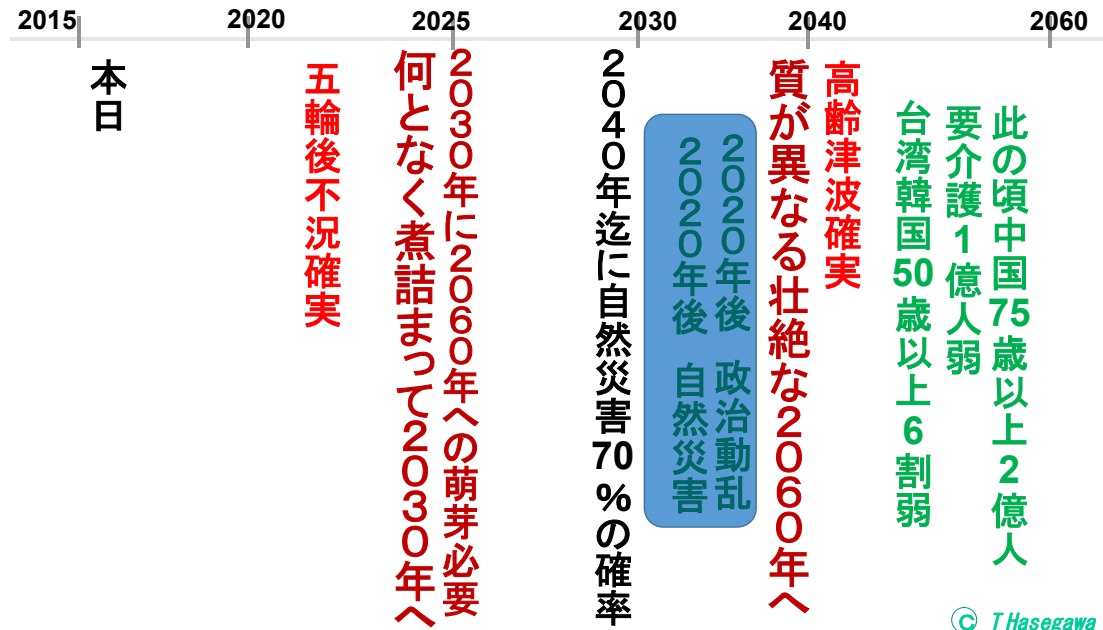 2015 2020 2025 2030 2040 2060
本日
五輪後不況確実
何となく煮詰まって2030年へ
2030年に2060年への萌芽必要
2040年迄に自然災害70%の確率
2020年後 自然災害
2020年後 政治動乱
質が異なる壮絶な2060年へ
高齢津波確実
台湾韓国50歳以上6割弱
要介護1億人弱
此の頃中国75歳以上2億人
© T Hasegawa